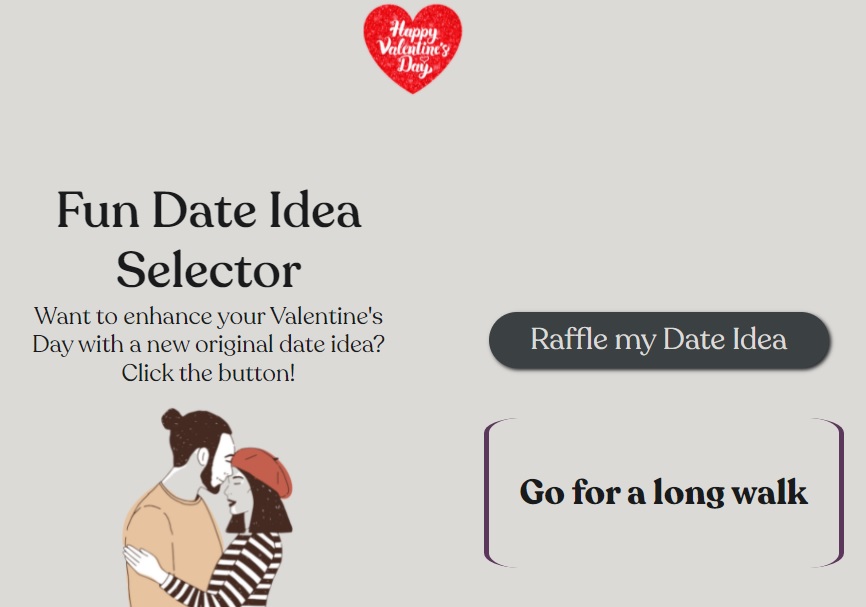 Happy
Valentine's
Day
Fun Date Idea
Selector
Want to enhance your Valentine's
Day with a new original date idea?
Click the button!
Raffle my Date Idea
Go for a long walk